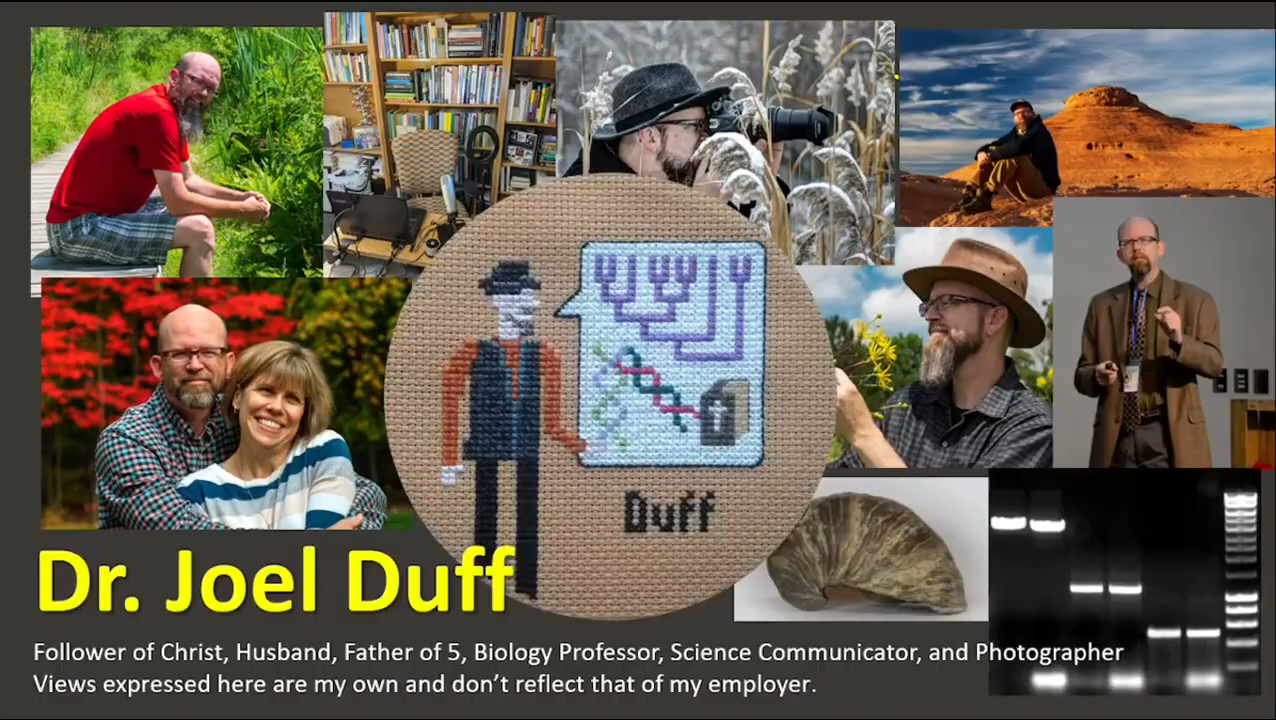 Duff
Dr. Joel Duff
Follower of Christ, Husband, Father of 5, Biology Professor, Science Communicator, and Photographer
Views expressed here are my own and don't reflect that of my employer.